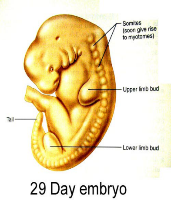 Somites
(soon give rise
to myotomes)
Upper limb bud
Tail
Lower limb bud
29 Day embryo